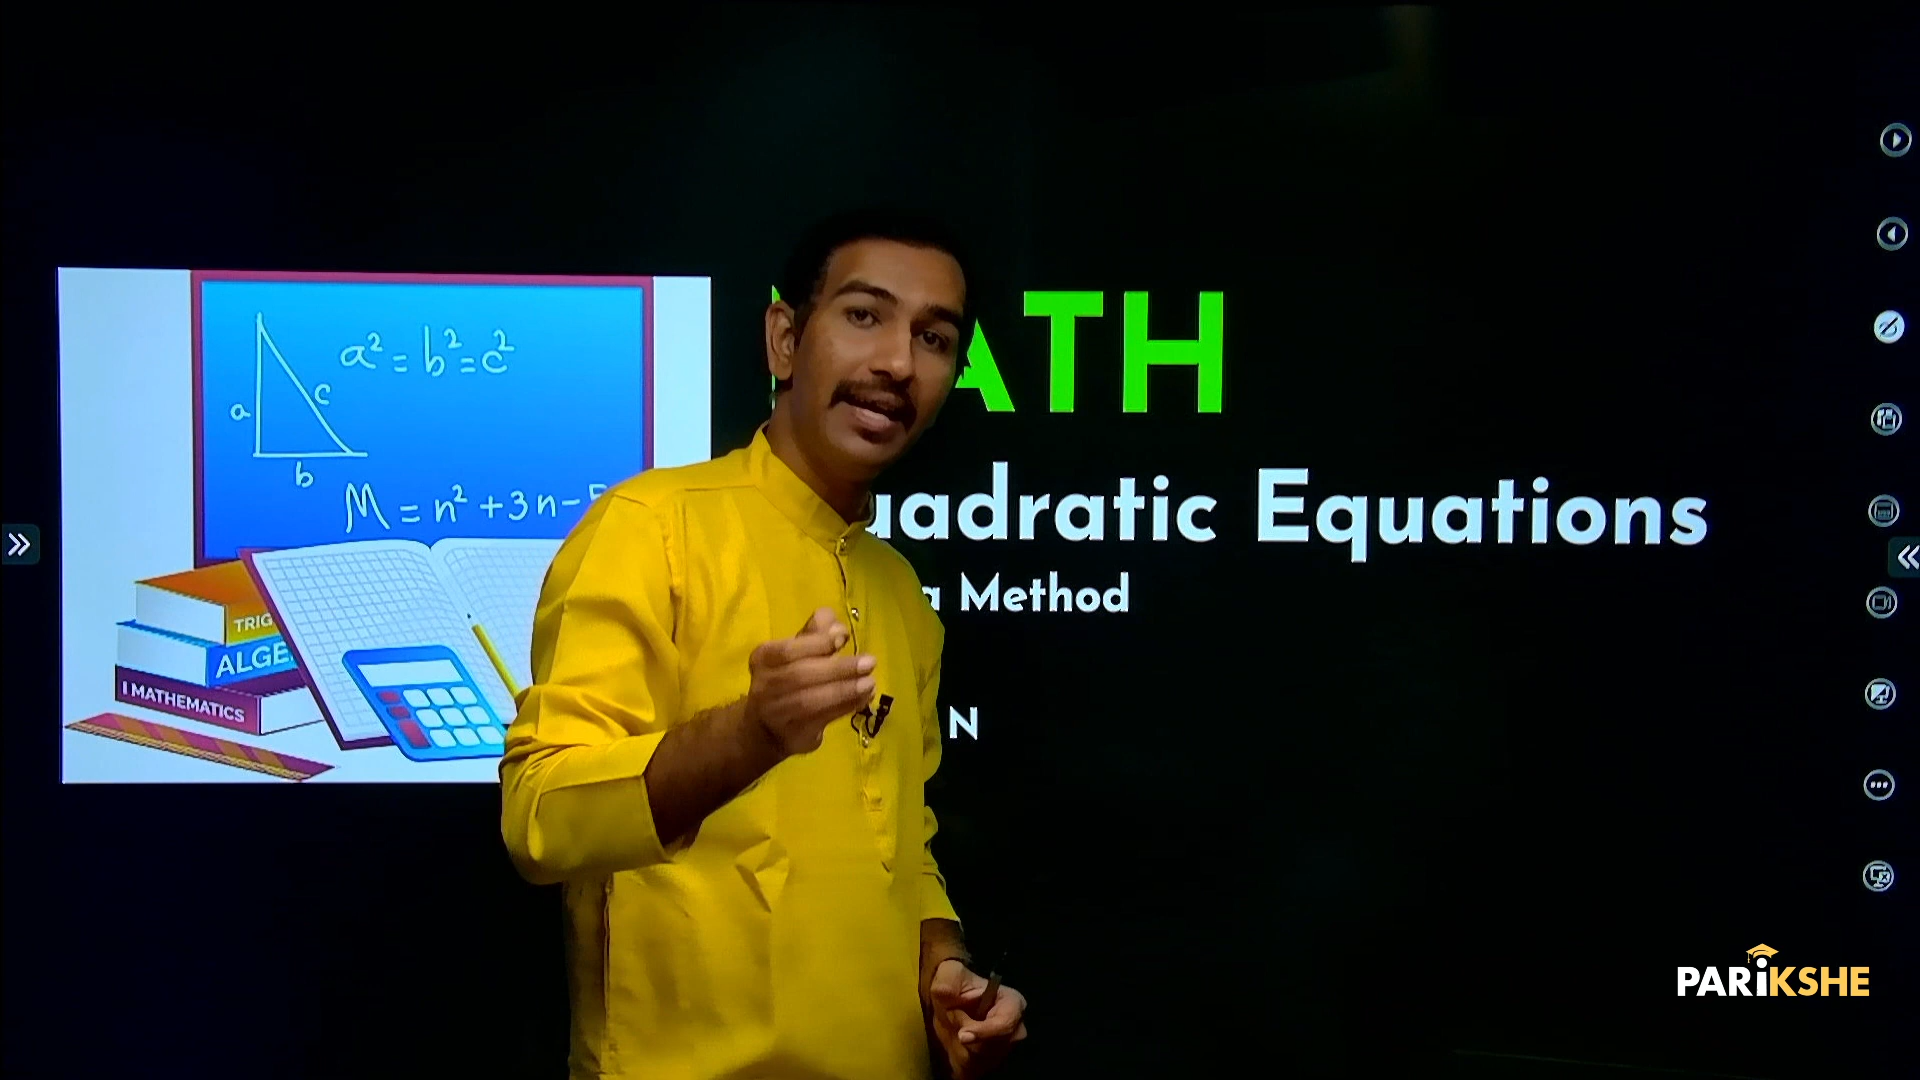 a² = b² = c²
a
c
b
M = n² + 3n -
ATH
uadratic Equations
a Method
N
TRIG
ALGE
I MATHEMATICS
PARiKSHE